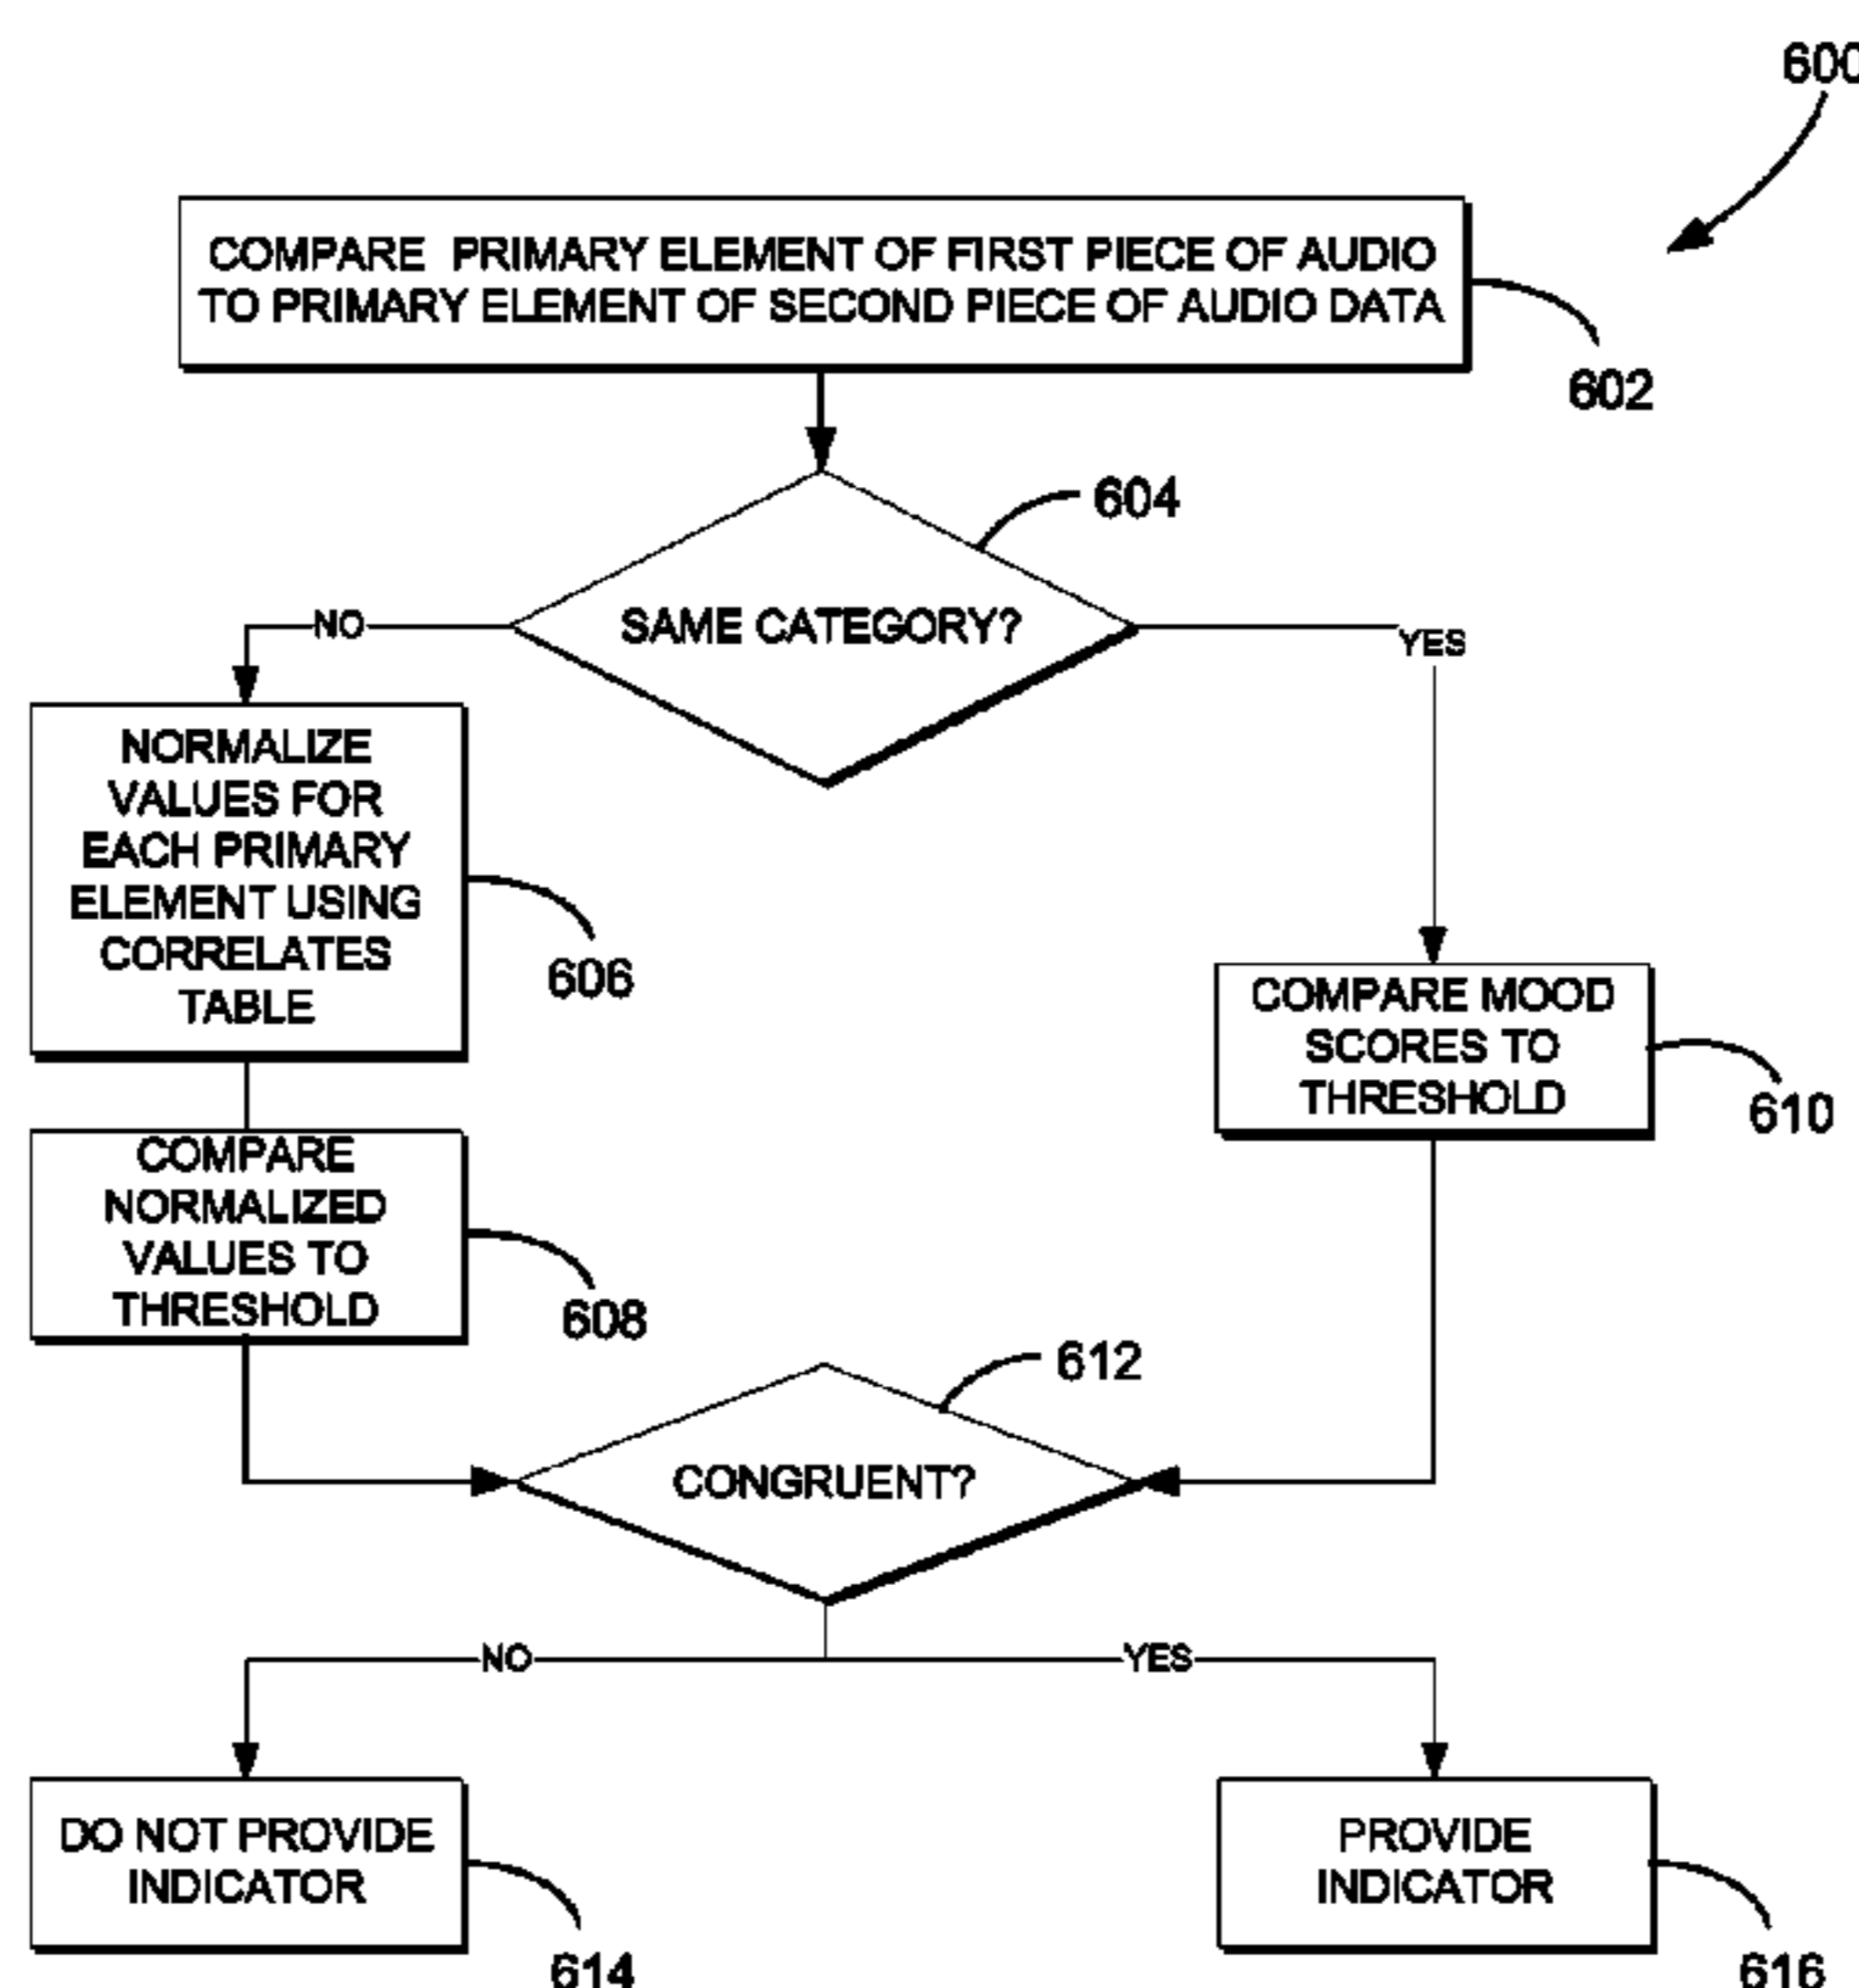 600
COMPARE PRIMARY ELEMENT OF FIRST PIECE OF AUDIO
TO PRIMARY ELEMENT OF SECOND PIECE OF AUDIO DATA
602
604
SAME CATEGORY?
NO
YES
NORMALIZE
VALUES FOR
EACH PRIMARY
ELEMENT USING
CORRELATES
TABLE
606
COMPARE MOOD
SCORES TO
THRESHOLD
610
COMPARE
NORMALIZED
VALUES TO
THRESHOLD
608
612
CONGRUENT?
NO
YES
DO NOT PROVIDE
INDICATOR
614
PROVIDE
INDICATOR
616